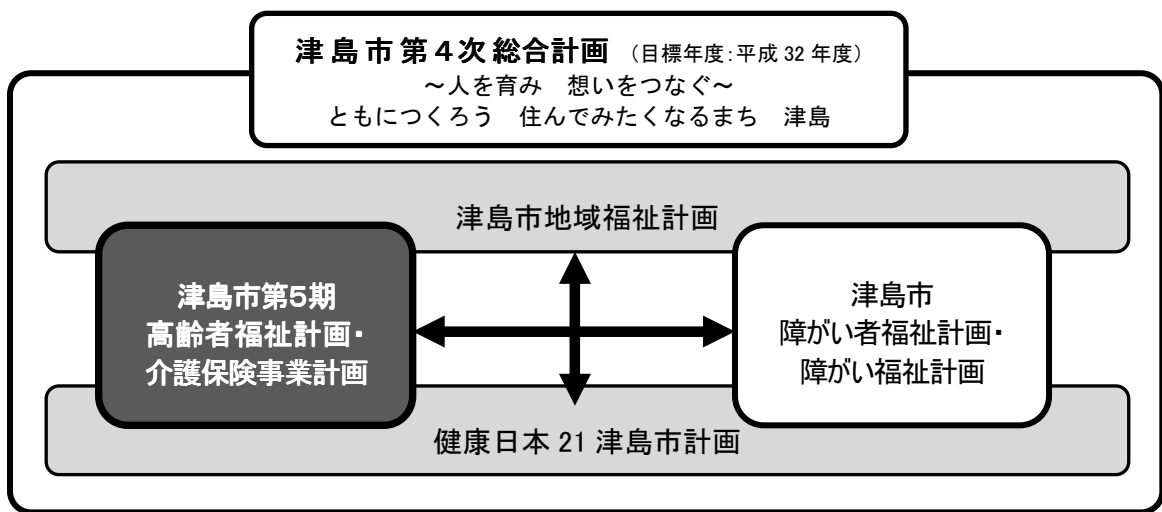 津島市第4次総合計画 （目標年度：平成 32 年度）
～人を育み　想いをつなぐ～
ともにつくろう　住んでみたくなるまち　津島
津島市地域福祉計画
津島市第5期
高齢者福祉計画・
介護保険事業計画
津島市
障がい者福祉計画・
障がい福祉計画
健康日本 21 津島市計画